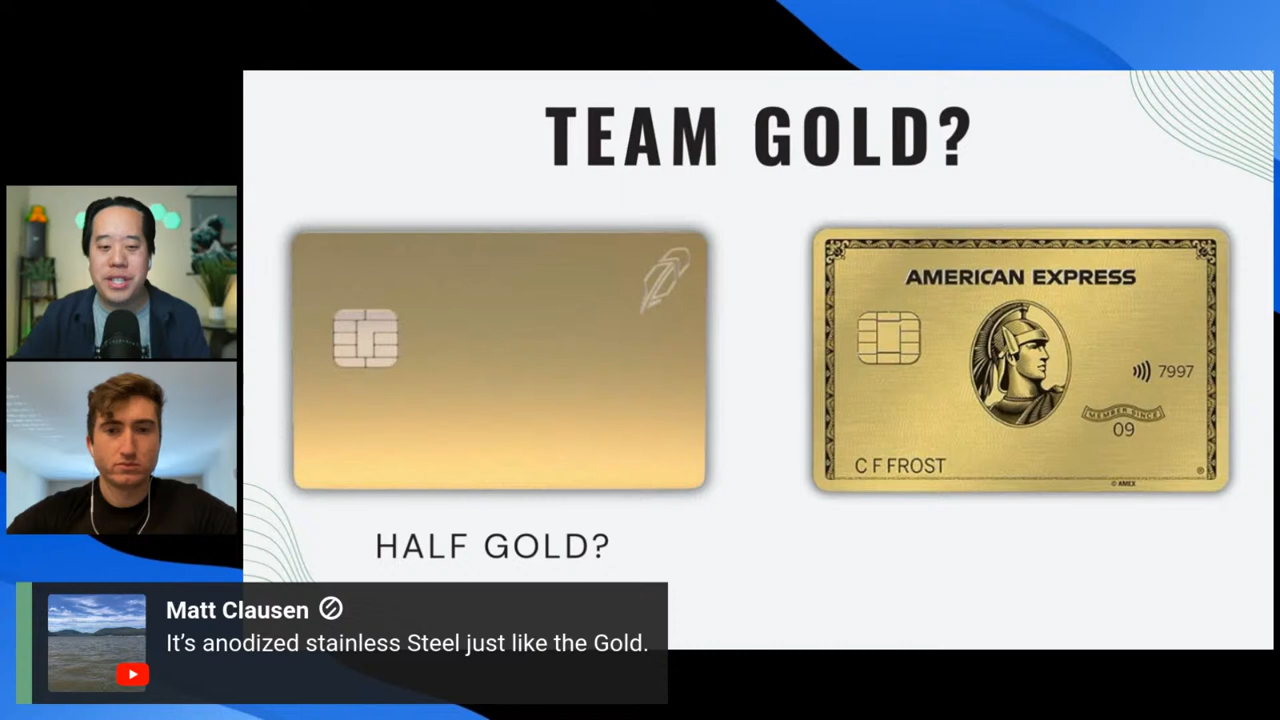 TEAM GOLD?
AMERICAN EXPRESS
7997
MEMBER SINCE
09
C F FROST
®
© AMEX
HALF GOLD?
Matt Clausen
It's anodized stainless Steel just like the Gold.